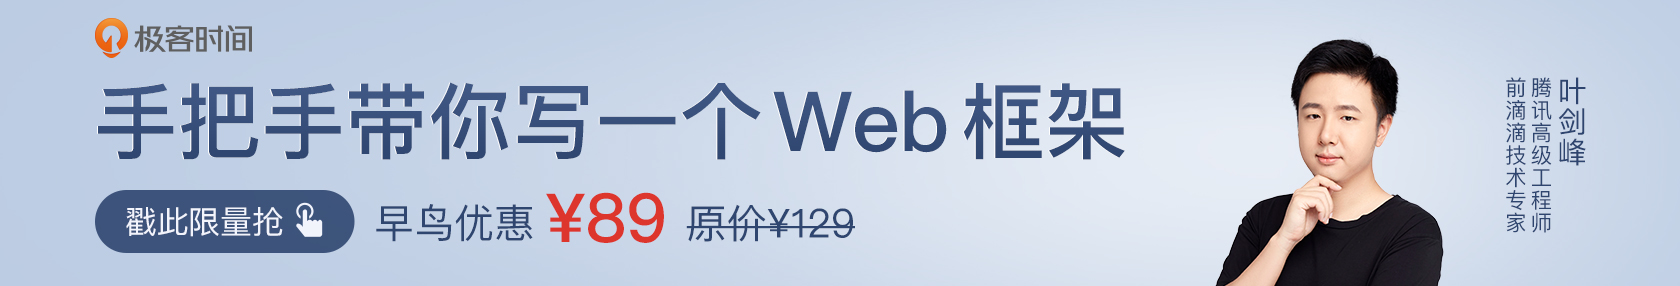 极客时间
手把手带你写一个Web框架
戳此限量抢
早鸟优惠 ¥89 原价¥129
叶剑峰
腾讯高级工程师
前滴滴技术专家